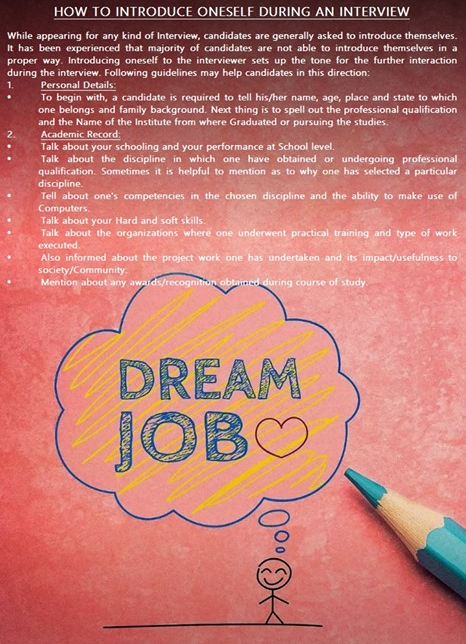 HOW TO INTRODUCE ONESELF DURING AN INTERVIEW
While appearing for any kind of Interview, candidates are generally asked to introduce themselves.
It has been experienced that majority of candidates are not able to introduce themselves in a
proper way. Introducing oneself to the interviewer sets up the tone for the further interaction
during the interview. Following guidelines may help candidates in this direction:
1. Personal Details:
• To begin with, a candidate is required to tell his/her name, age, place and state to which
one belongs and family background. Next thing is to spell out the professional qualification
and the Name of the Institute from where Graduated or pursuing the studies.
2. Academic Record:
• Talk about your schooling and your performance at School level.
• Talk about the discipline in which one have obtained or undergoing professional
qualification. Sometimes it is helpful to mention as to why one has selected a particular
discipline.
• Tell about one's competencies in the chosen discipline and the ability to make use of
Computers.
• Talk about your Hard and soft skills.
• Talk about the organizations where one underwent practical training and type of work
executed.
• Also informed about the project work one has undertaken and its impact/usefulness to
society/Community.
• Mention about any awards/recognition obtained during course of study.
DREAM
JOB